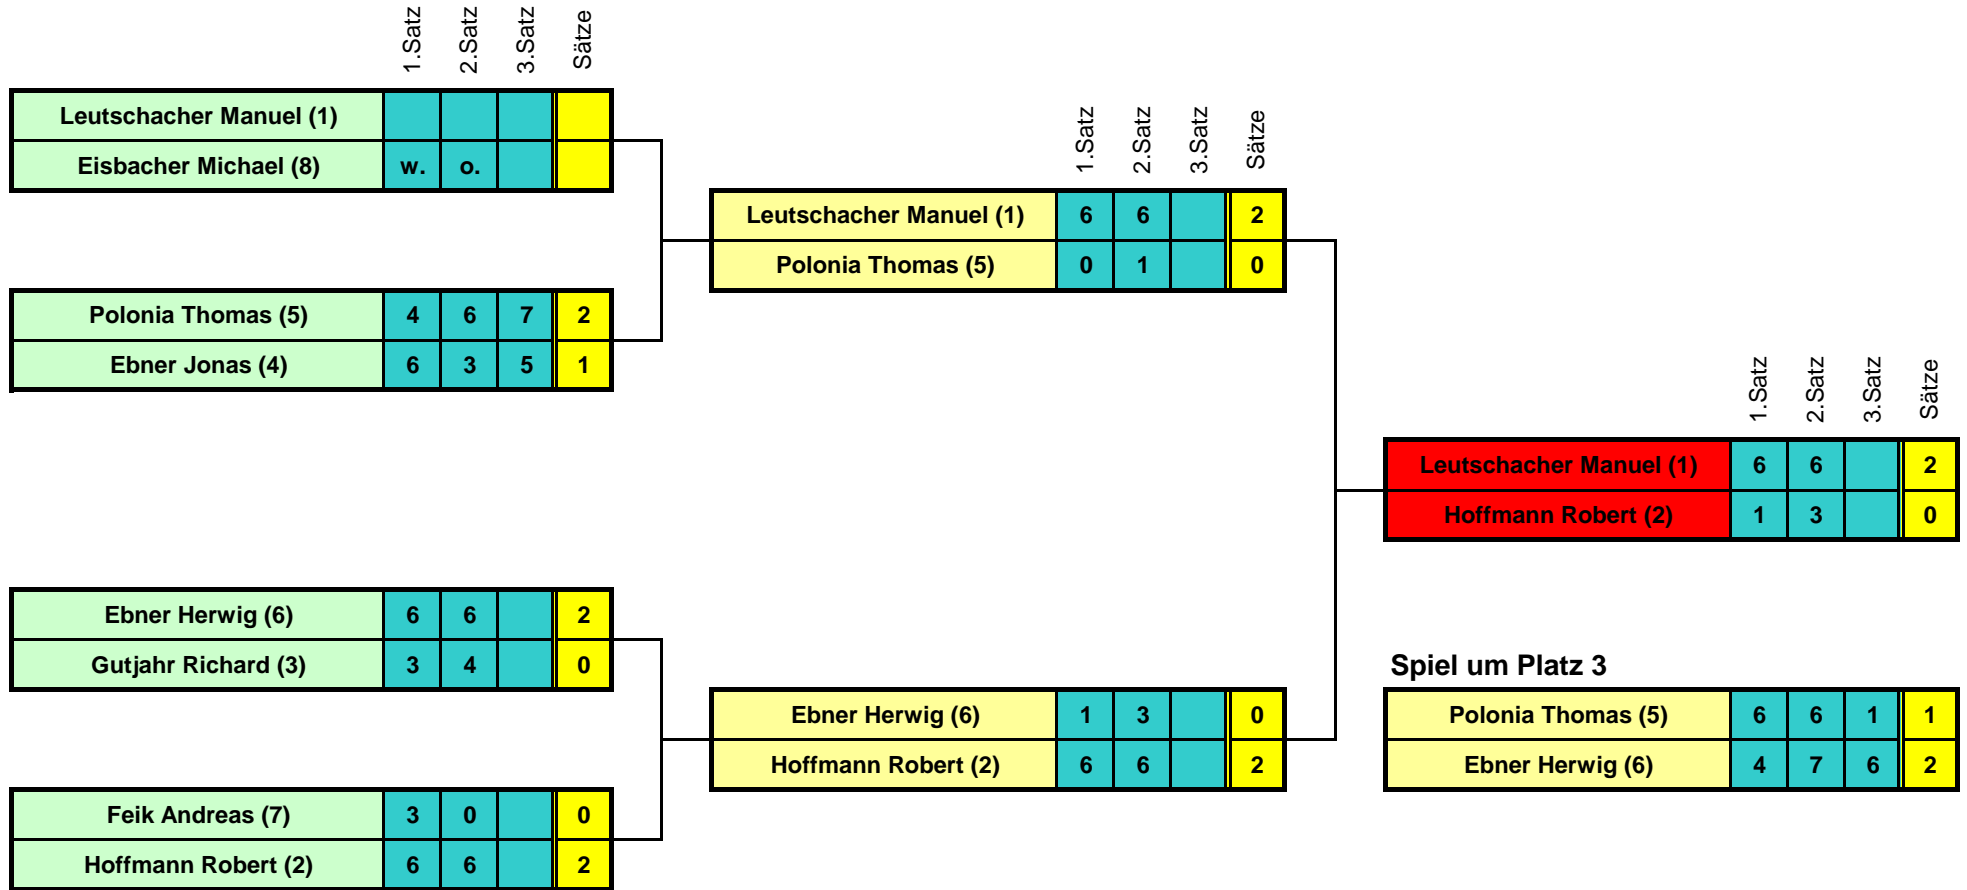 1.Satz 2.Satz 3.Satz Sätze
Leutschacher Manuel (1)
Eisbacher Michael (8) w. o.
Polonia Thomas (5) 4 6 7 2
Ebner Jonas (4) 6 3 5 1
Ebner Herwig (6) 6 6 2
Gutjahr Richard (3) 3 4 0
Feik Andreas (7) 3 0 0
Hoffmann Robert (2) 6 6 2
1.Satz 2.Satz 3.Satz Sätze
Leutschacher Manuel (1) 6 6 2
Polonia Thomas (5) 0 1 0
Ebner Herwig (6) 1 3 0
Hoffmann Robert (2) 6 6 2
1.Satz 2.Satz 3.Satz Sätze
Leutschacher Manuel (1) 6 6 2
Hoffmann Robert (2) 1 3 0
Spiel um Platz 3
Polonia Thomas (5) 6 6 1 1
Ebner Herwig (6) 4 7 6 2